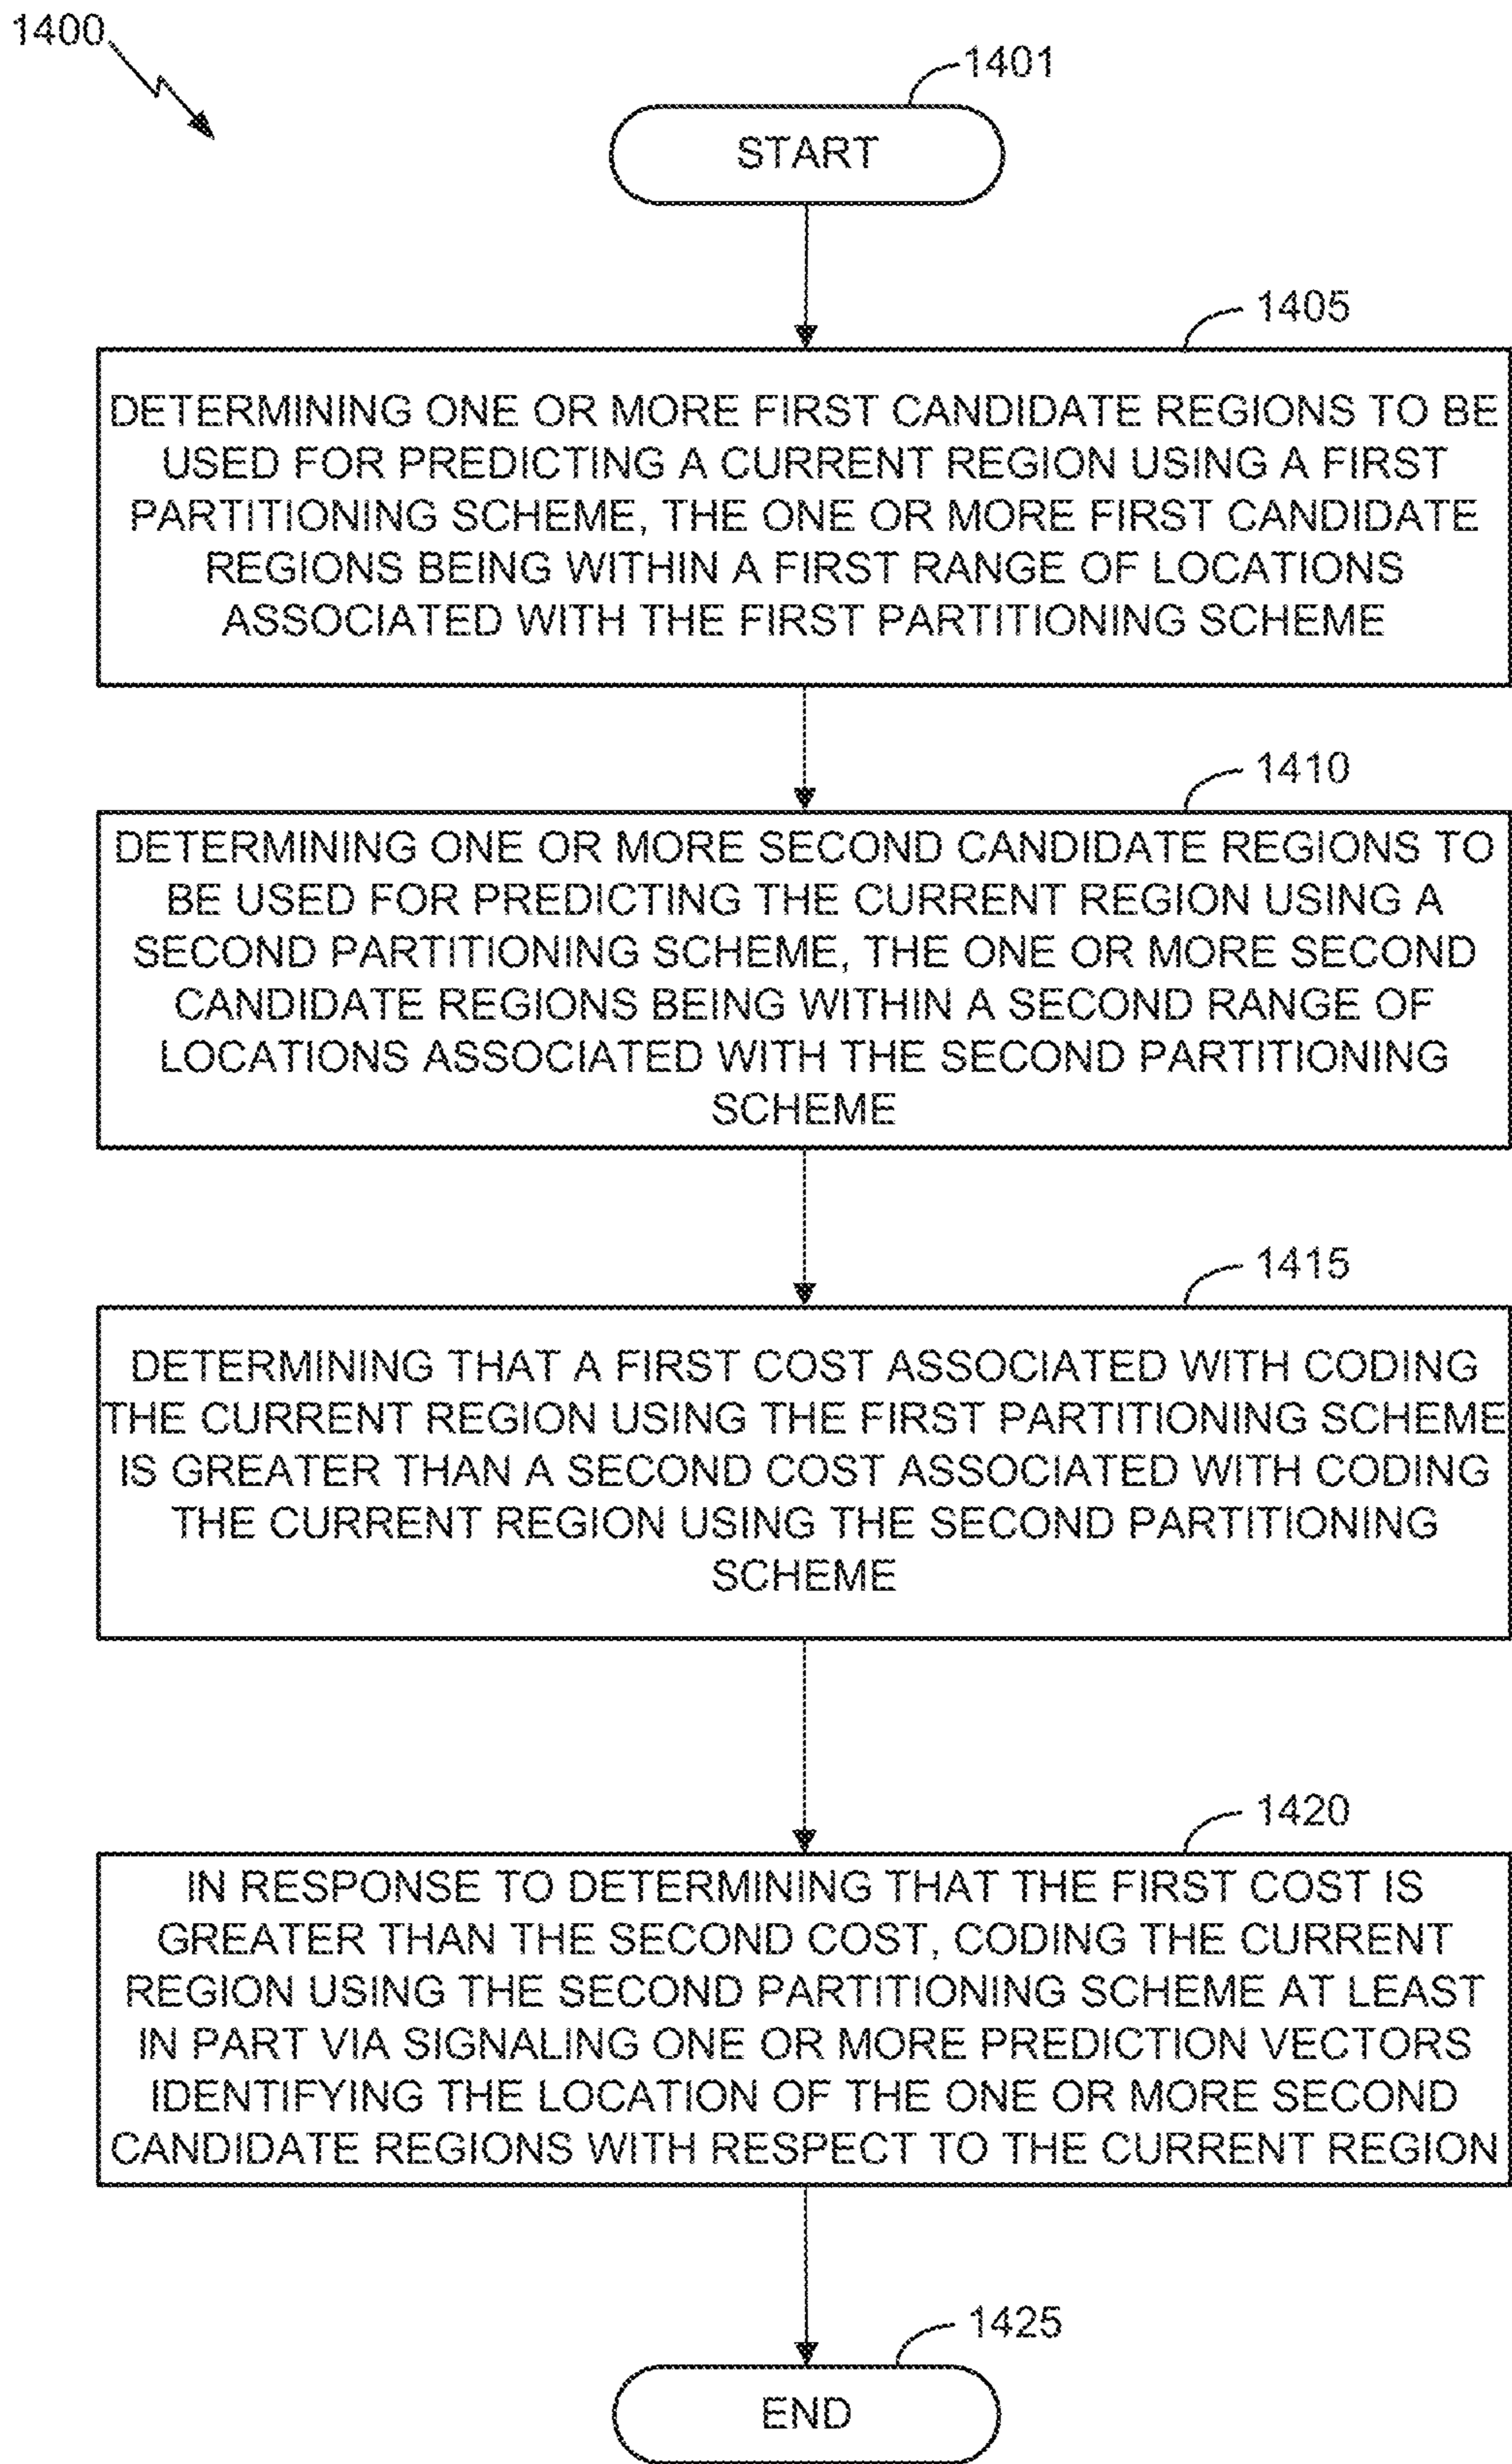 1400
1401
START
1405
DETERMINING ONE OR MORE FIRST CANDIDATE REGIONS TO BE
USED FOR PREDICTING A CURRENT REGION USING A FIRST
PARTITIONING SCHEME, THE ONE OR MORE FIRST CANDIDATE
REGIONS BEING WITHIN A FIRST RANGE OF LOCATIONS
ASSOCIATED WITH THE FIRST PARTITIONING SCHEME
1410
DETERMINING ONE OR MORE SECOND CANDIDATE REGIONS TO
BE USED FOR PREDICTING THE CURRENT REGION USING A
SECOND PARTITIONING SCHEME, THE ONE OR MORE SECOND
CANDIDATE REGIONS BEING WITHIN A SECOND RANGE OF
LOCATIONS ASSOCIATED WITH THE SECOND PARTITIONING
SCHEME
1415
DETERMINING THAT A FIRST COST ASSOCIATED WITH CODING
THE CURRENT REGION USING THE FIRST PARTITIONING SCHEME
IS GREATER THAN A SECOND COST ASSOCIATED WITH CODING
THE CURRENT REGION USING THE SECOND PARTITIONING
SCHEME
1420
IN RESPONSE TO DETERMINING THAT THE FIRST COST IS
GREATER THAN THE SECOND COST, CODING THE CURRENT
REGION USING THE SECOND PARTITIONING SCHEME AT LEAST
IN PART VIA SIGNALING ONE OR MORE PREDICTION VECTORS
IDENTIFYING THE LOCATION OF THE ONE OR MORE SECOND
CANDIDATE REGIONS WITH RESPECT TO THE CURRENT REGION
1425
END